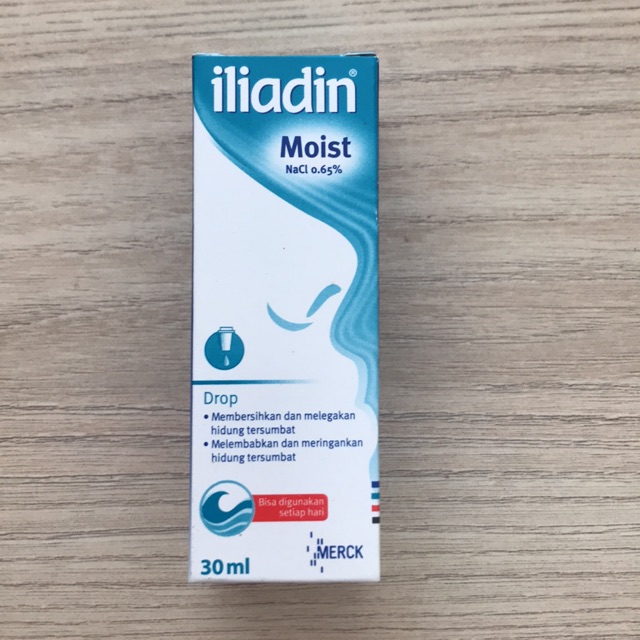 iliadin®
Moist
NaCl 0.65%
Drop
• Membersihkan dan melegakan
hidung tersumbat
• Melembabkan dan meringankan
hidung tersumbat
Bisa digunakan
setiap hari
30 ml
MERCK